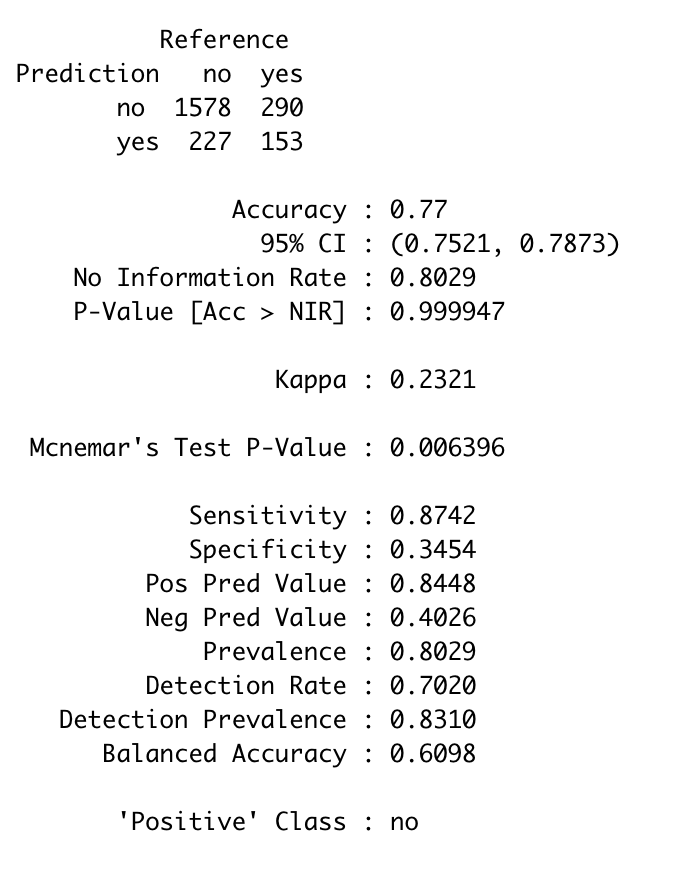 Reference
Prediction no yes
no 1578 290
yes 227 153
Accuracy : 0.77
95% CI : (0.7521, 0.7873)
No Information Rate : 0.8029
P-Value [Acc > NIR] : 0.999947
Kappa : 0.2321
Mcnemar's Test P-Value : 0.006396
Sensitivity : 0.8742
Specificity : 0.3454
Pos Pred Value : 0.8448
Neg Pred Value : 0.4026
Prevalence : 0.8029
Detection Rate : 0.7020
Detection Prevalence : 0.8310
Balanced Accuracy : 0.6098
'Positive' Class : no